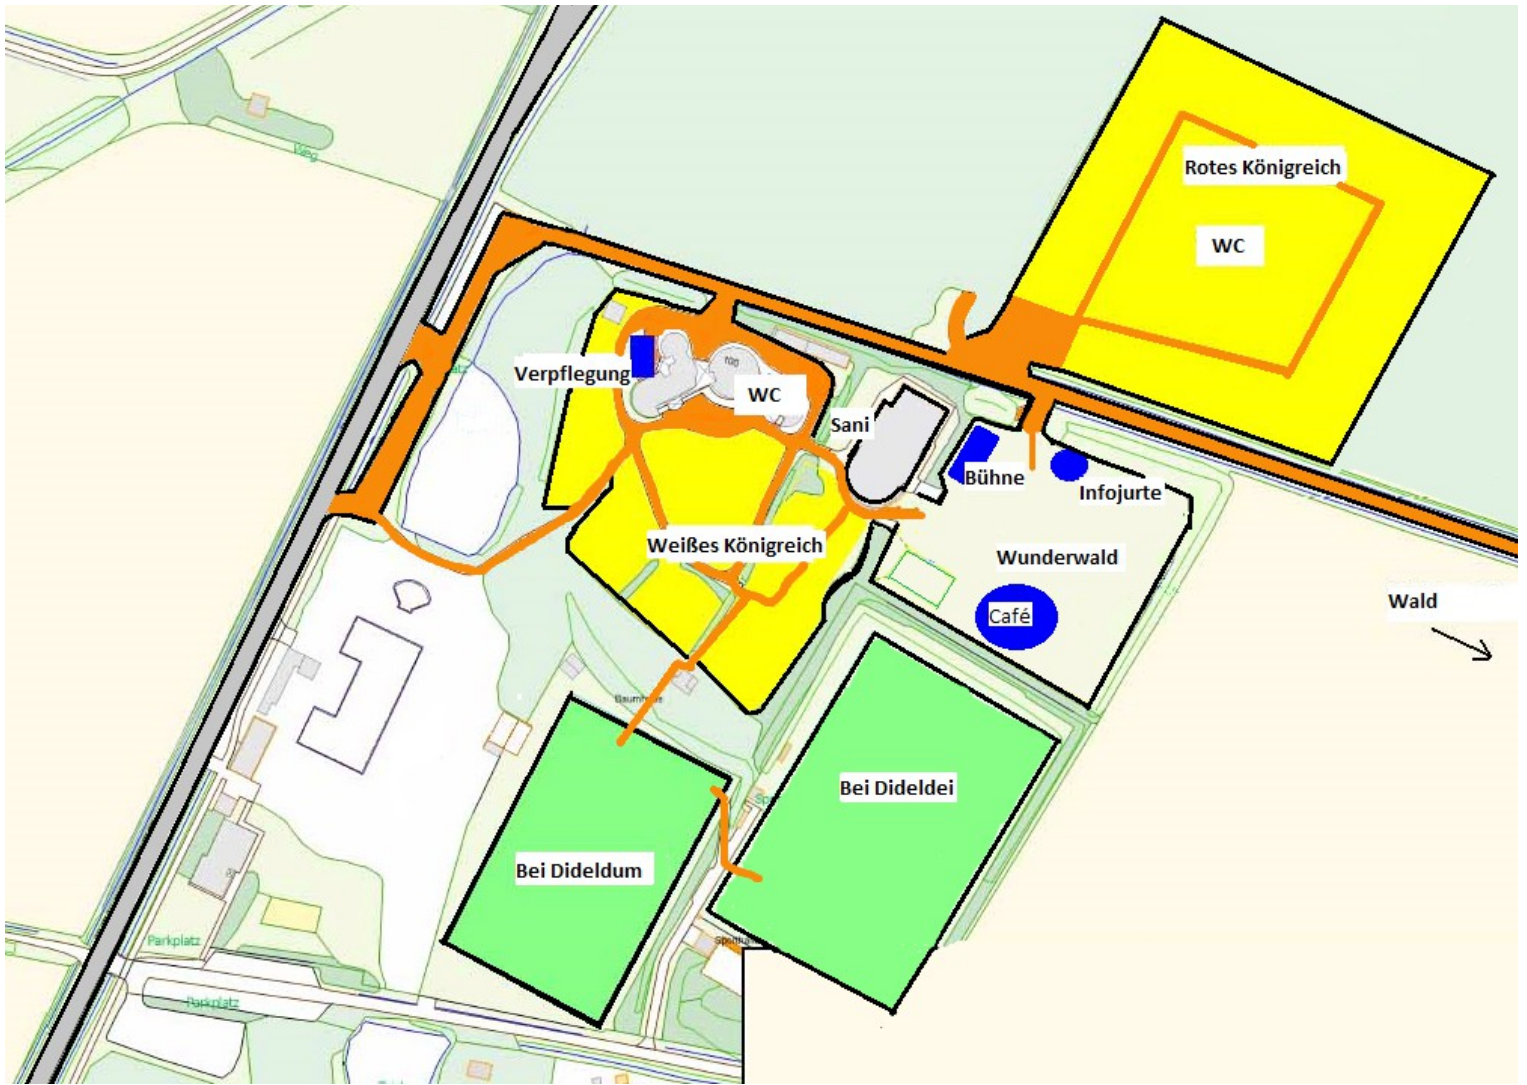 Weg
Rotes Königreich
WC
Verpflegung
WC
Sani
Bühne
Infojurte
Weißes Königreich
Wunderwald
Café
Wald
Baumhaus
Bei Dideldei
Bei Dideldum
Parkplatz
Parkplatz